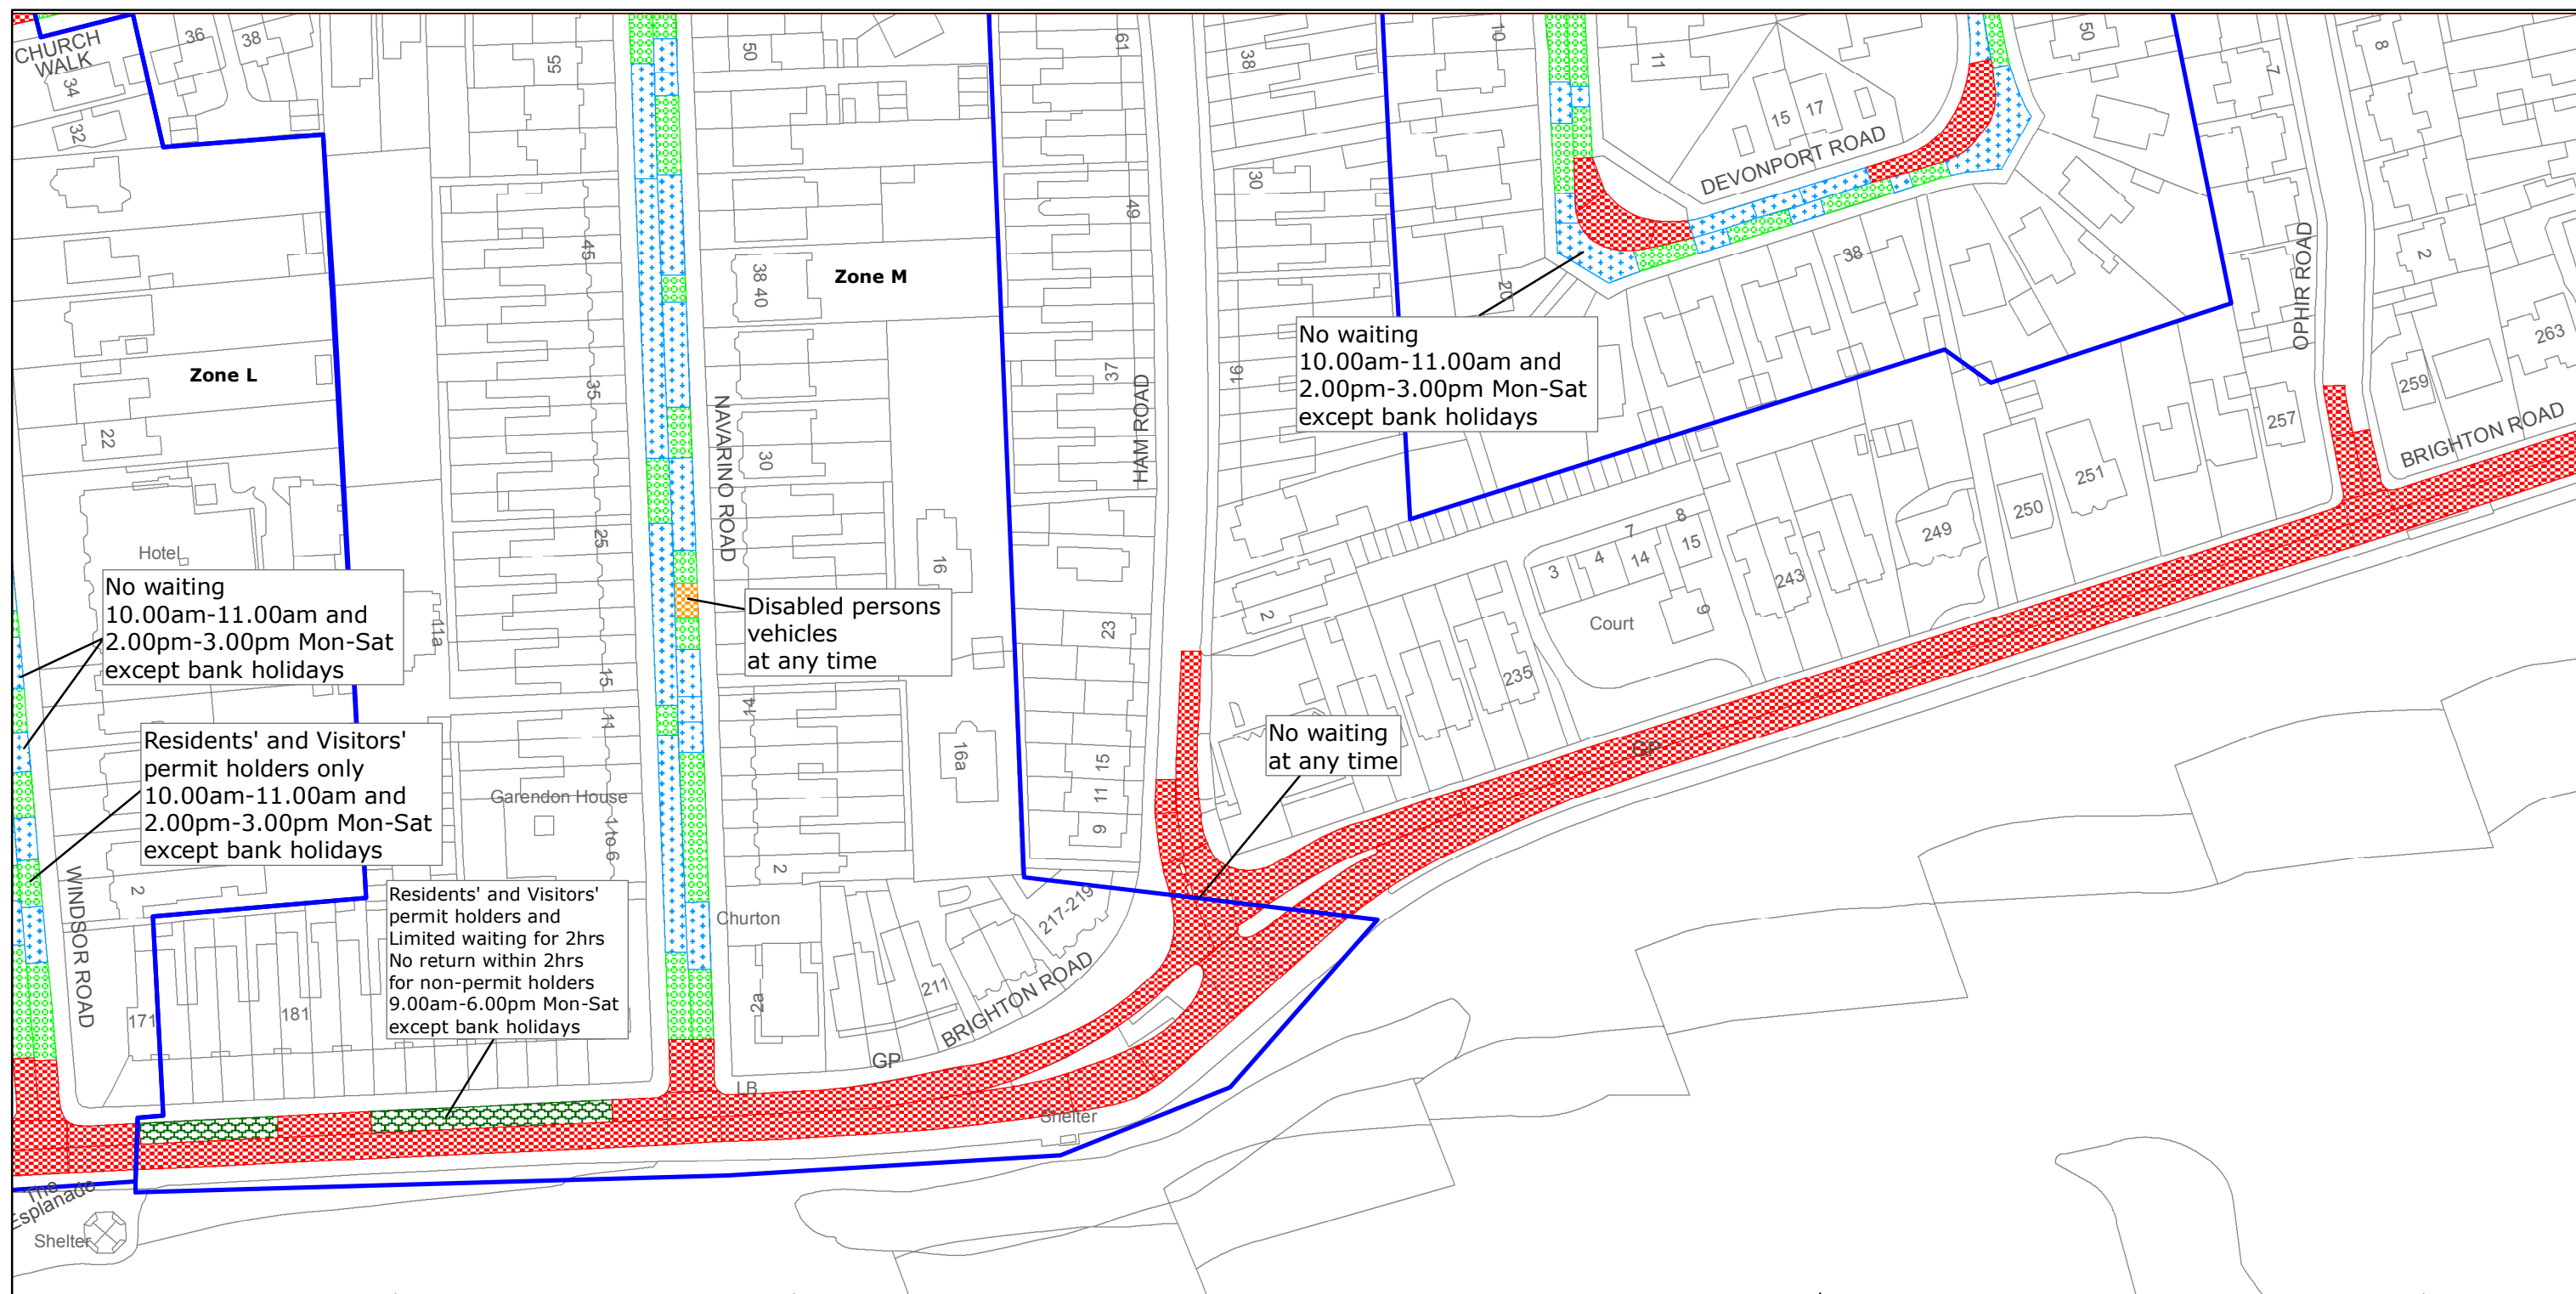 CHURCH
WALK
36
38
34
32
55
50
61
38
10
11
15
17
DEVONPORT ROAD
50
7
8
30
49
45
38 40
Zone M
20
38
OPHIR ROAD
2
263
No waiting
10.00am-11.00am and
2.00pm-3.00pm Mon-Sat
except bank holidays
Zone L
22
35
37
HAM ROAD
16
259
257
BRIGHTON ROAD
NAVARINO ROAD
30
25
16
Hotel
3
4
7
14
8
15
9
Court
243
249
250
251
No waiting
10.00am-11.00am and
2.00pm-3.00pm Mon-Sat
except bank holidays
11a
Disabled persons
vehicles
at any time
2
23
15
11
14
235
Residents' and Visitors'
permit holders only
10.00am-11.00am and
2.00pm-3.00pm Mon-Sat
except bank holidays
No waiting
at any time
GP
16a
15
11
9
Garendon House
1 to 6
2
2
WINDSOR ROAD
Residents' and Visitors'
permit holders and
Limited waiting for 2hrs
No return within 2hrs
for non-permit holders
9.00am-6.00pm Mon-Sat
except bank holidays
Churton
217-219
211
BRIGHTON ROAD
2a
171
181
GP
LB
Shelter
The
Esplanade
Shelter